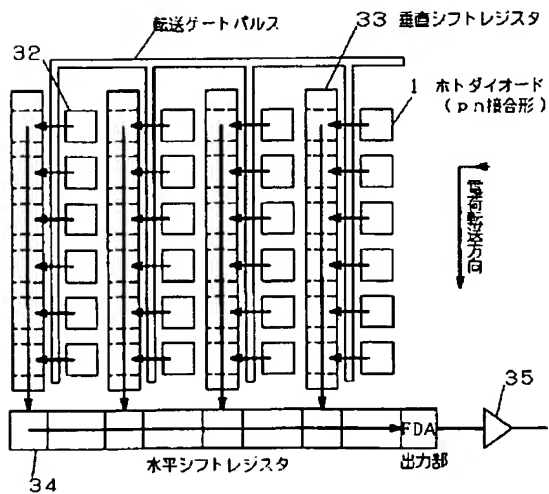 転送ゲートパルス
33 垂直シフトレジスタ
32
1 ホトダイオード
(pn接合形)
電荷転送方向
35
FDA
水平シフトレジスタ
出力部
34